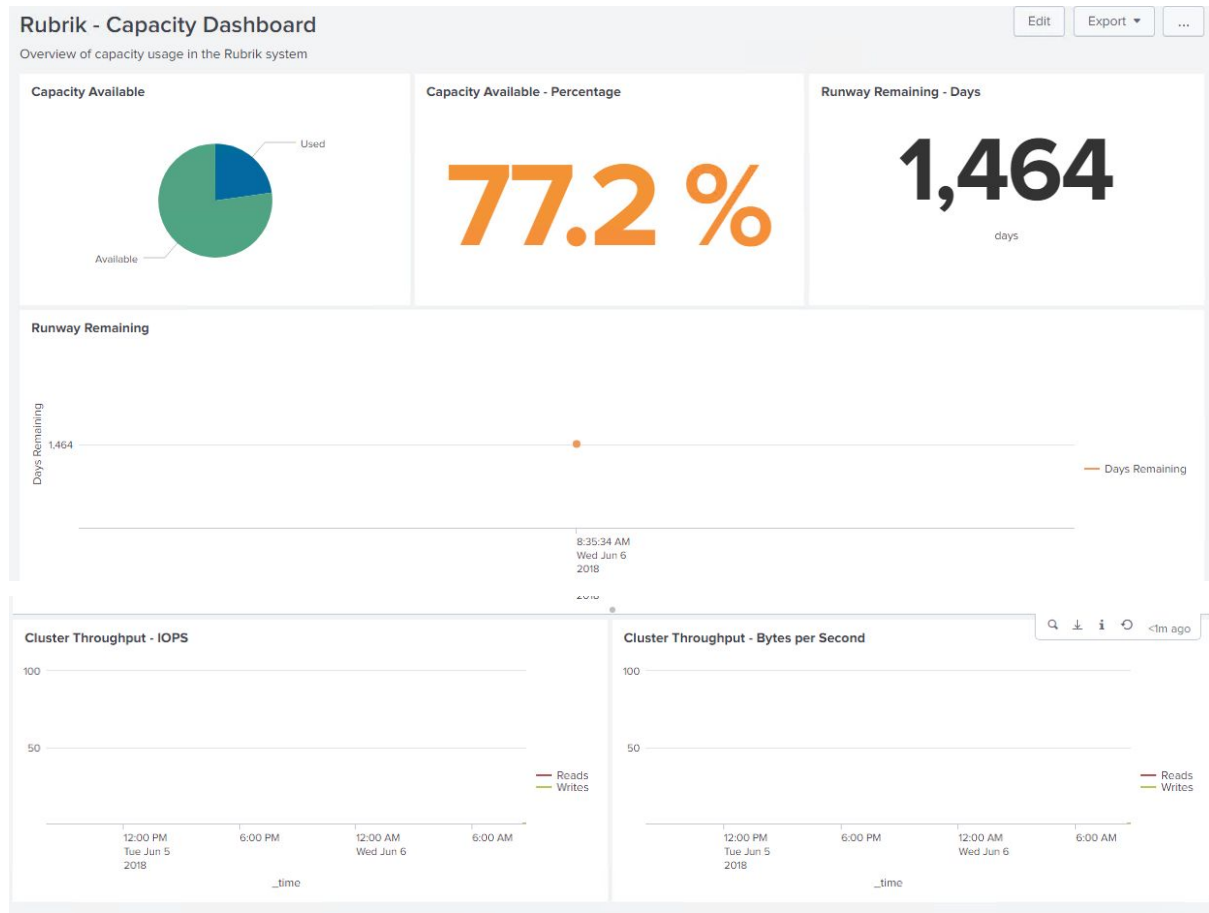 Rubrik - Capacity Dashboard
Edit
Export
...
Overview of capacity usage in the Rubrik system
Capacity Available
Used
Available
Capacity Available - Percentage
77.2 %
Runway Remaining - Days
1,464
days
Runway Remaining
Days Remaining
1,464
Days Remaining
8:35:34 AM
Wed Jun 6
2018
2018
<1m ago
Cluster Throughput - IOPS
100
50
Reads
Writes
12:00 PM
Tue Jun 5
2018
6:00 PM
12:00 AM
Wed Jun 6
6:00 AM
_time
Cluster Throughput - Bytes per Second
100
50
Reads
Writes
12:00 PM
Tue Jun 5
2018
6:00 PM
12:00 AM
Wed Jun 6
6:00 AM
_time